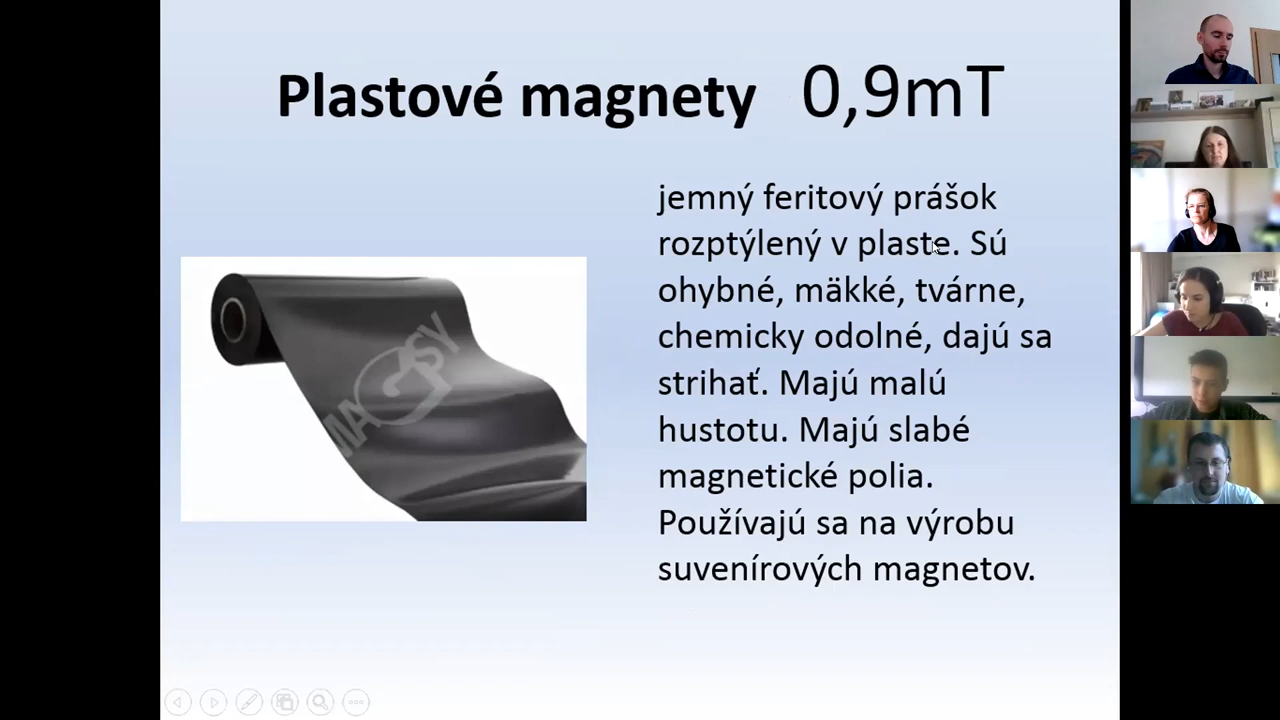 Plastové magnety 0,9mT
jemný feritový prášok
rozptýlený v plaste. Sú
ohybné, mäkké, tvárne,
chemicky odolné, dajú sa
strihať. Majú malú
hustotu. Majú slabé
magnetické polia.
Používajú sa na výrobu
suvenírových magnetov.
MAGSY